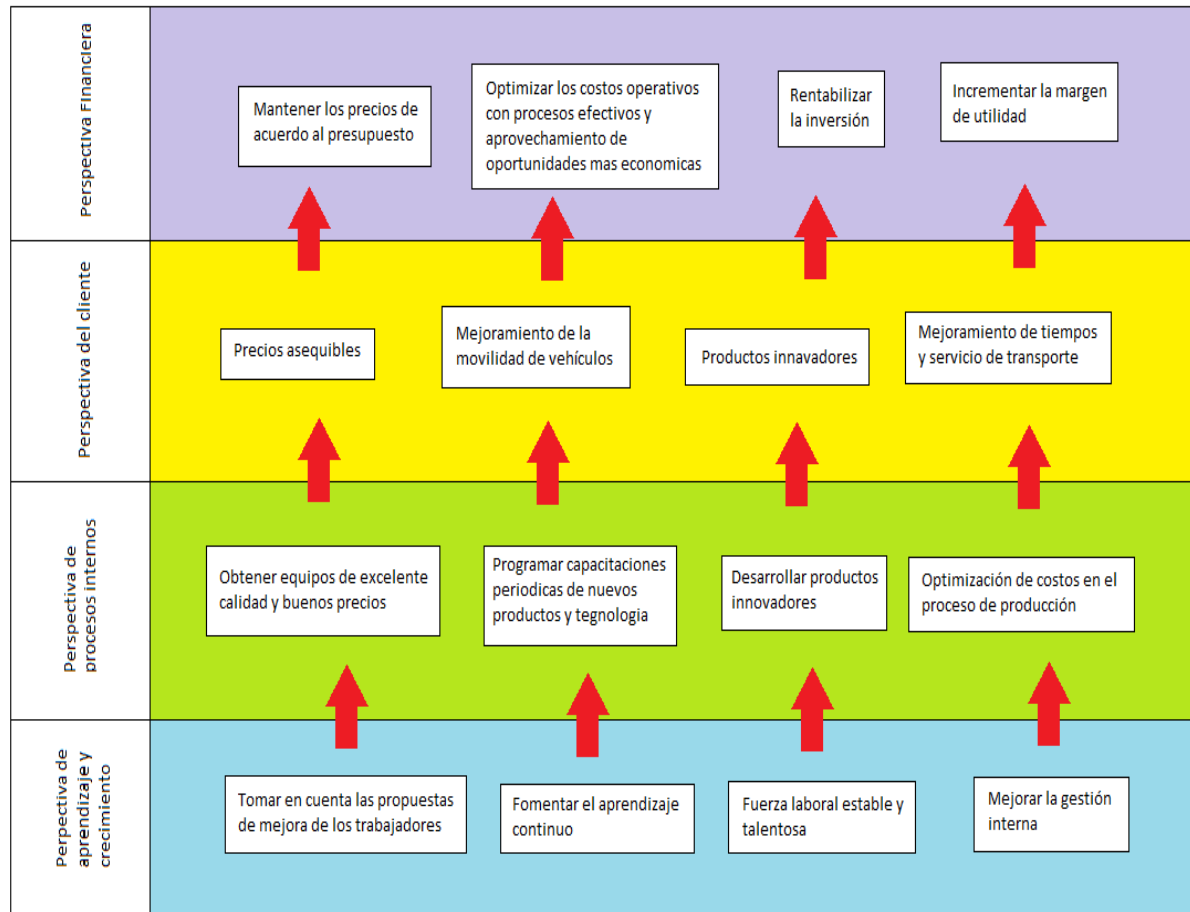 Perspectiva Financiera
Mantener los precios de
acuerdo al presupuesto
Optimizar los costos operativos
con procesos efectivos y
aprovechamiento de
oportunidades mas economicas
Rentabilizar
la inversión
Incrementar la margen
de utilidad
Perspectiva del cliente
Precios asequibles
Mejoramiento de la
movilidad de vehículos
Productos innavadores
Mejoramiento de tiempos
y servicio de transporte
Perspectiva de
procesos internos
Obtener equipos de excelente
calidad y buenos precios
Programar capacitaciones
periodicas de nuevos
productos y tegnologia
Desarrollar productos
innovadores
Optimización de costos en el
proceso de producción
Perpectiva de
aprendizaje y
crecimiento
Tomar en cuenta las propuestas
de mejora de los trabajadores
Fomentar el aprendizaje
continuo
Fuerza laboral estable y
talentosa
Mejorar la gestión
interna